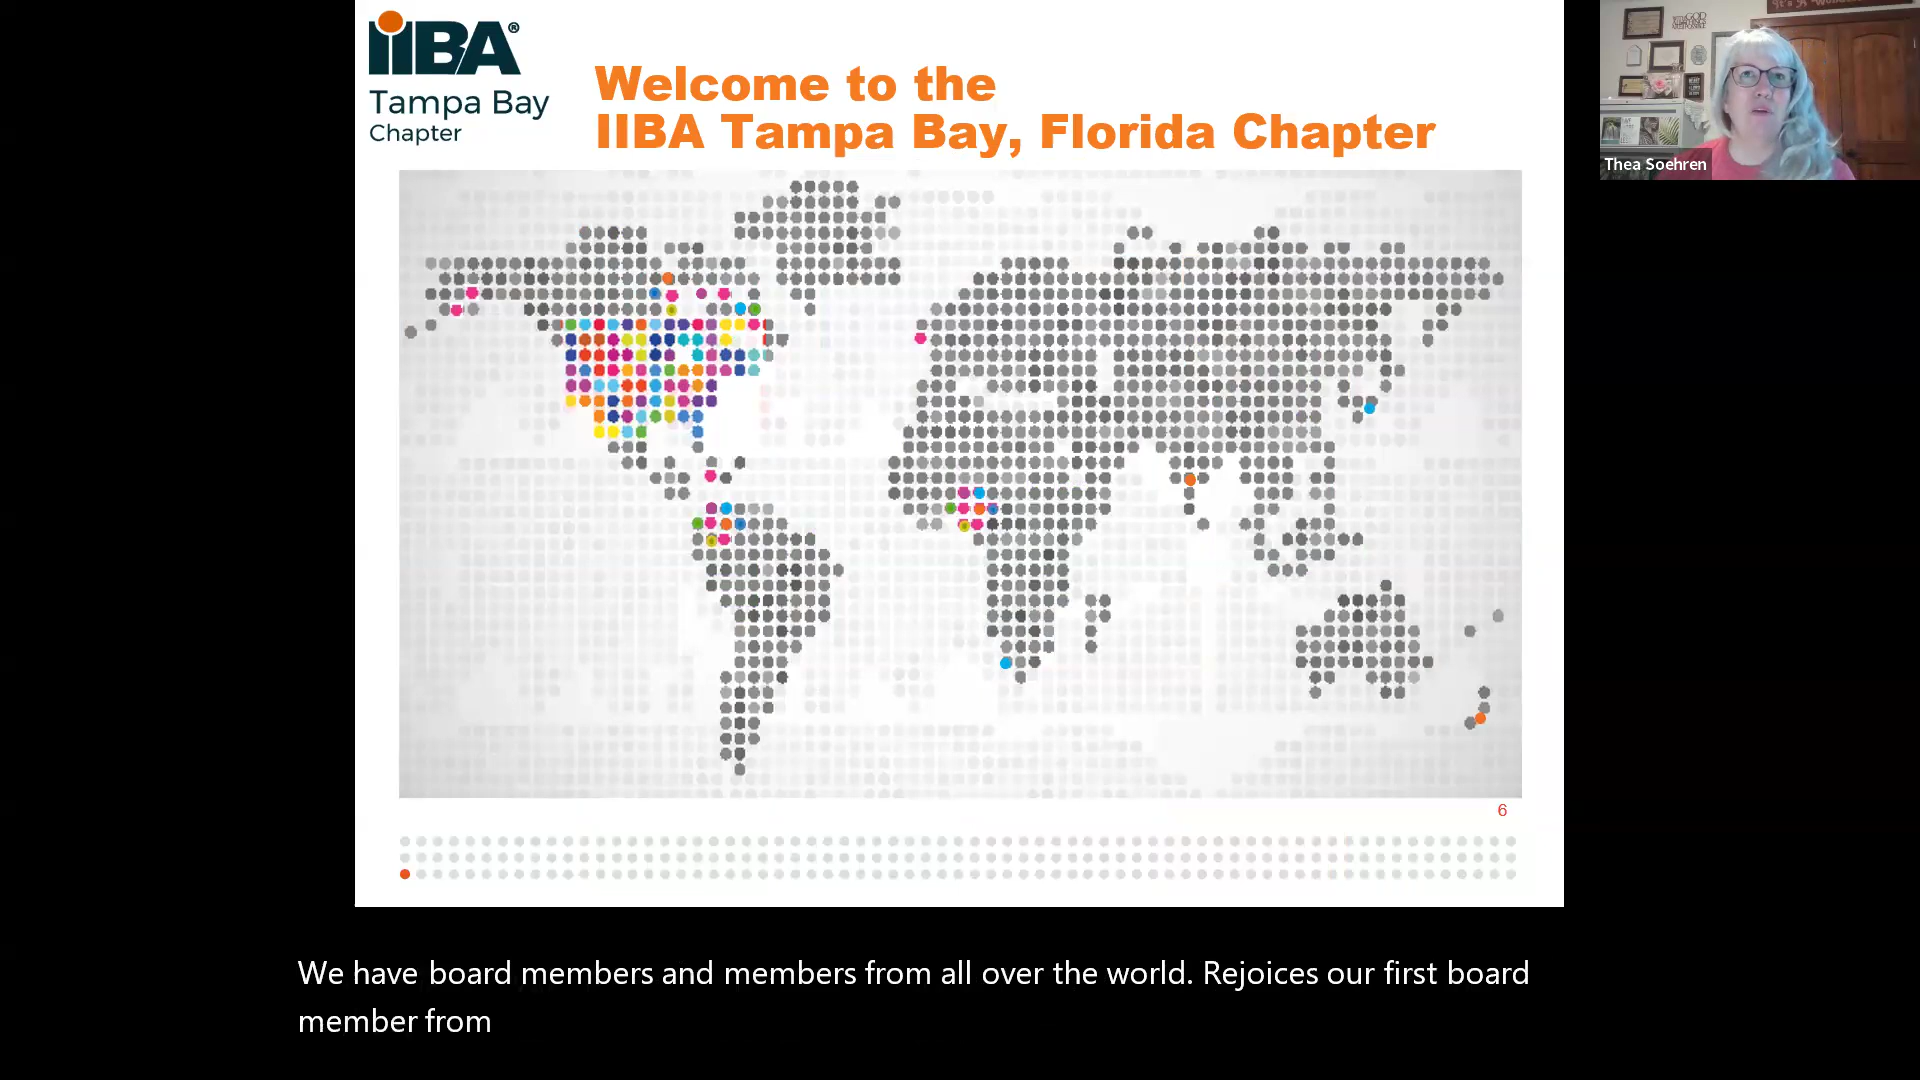 IIBA®
Tampa Bay
Chapter
Welcome to the
IIBA Tampa Bay, Florida Chapter
Thea Soehren
6
We have board members and members from all over the world. Rejoices our first board
member from